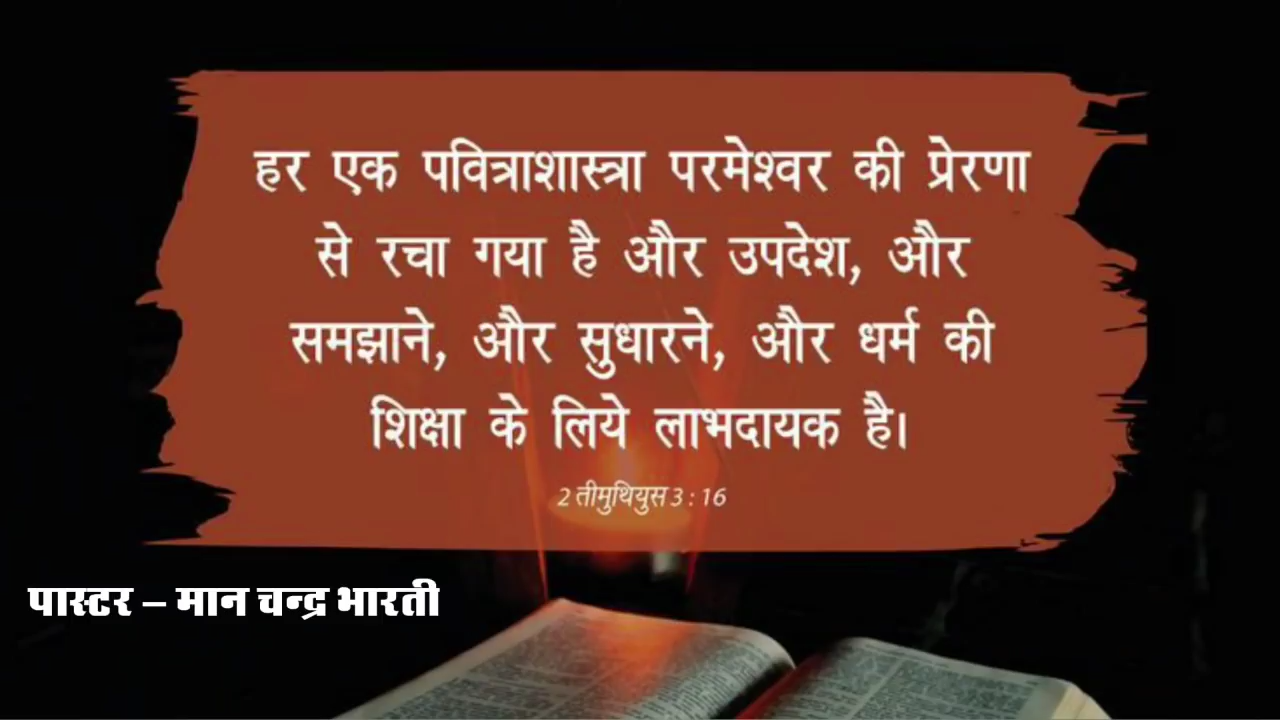 हर एक पवित्राशास्त्रा परमेश्वर की प्रेरणा
से रचा गया है और उपदेश, और
समझाने, और सुधारने, और धर्म की
शिक्षा के लिये लाभदायक है।
2 तीमुथियुस 3 : 16
पास्टर – मान चन्द्र भारती